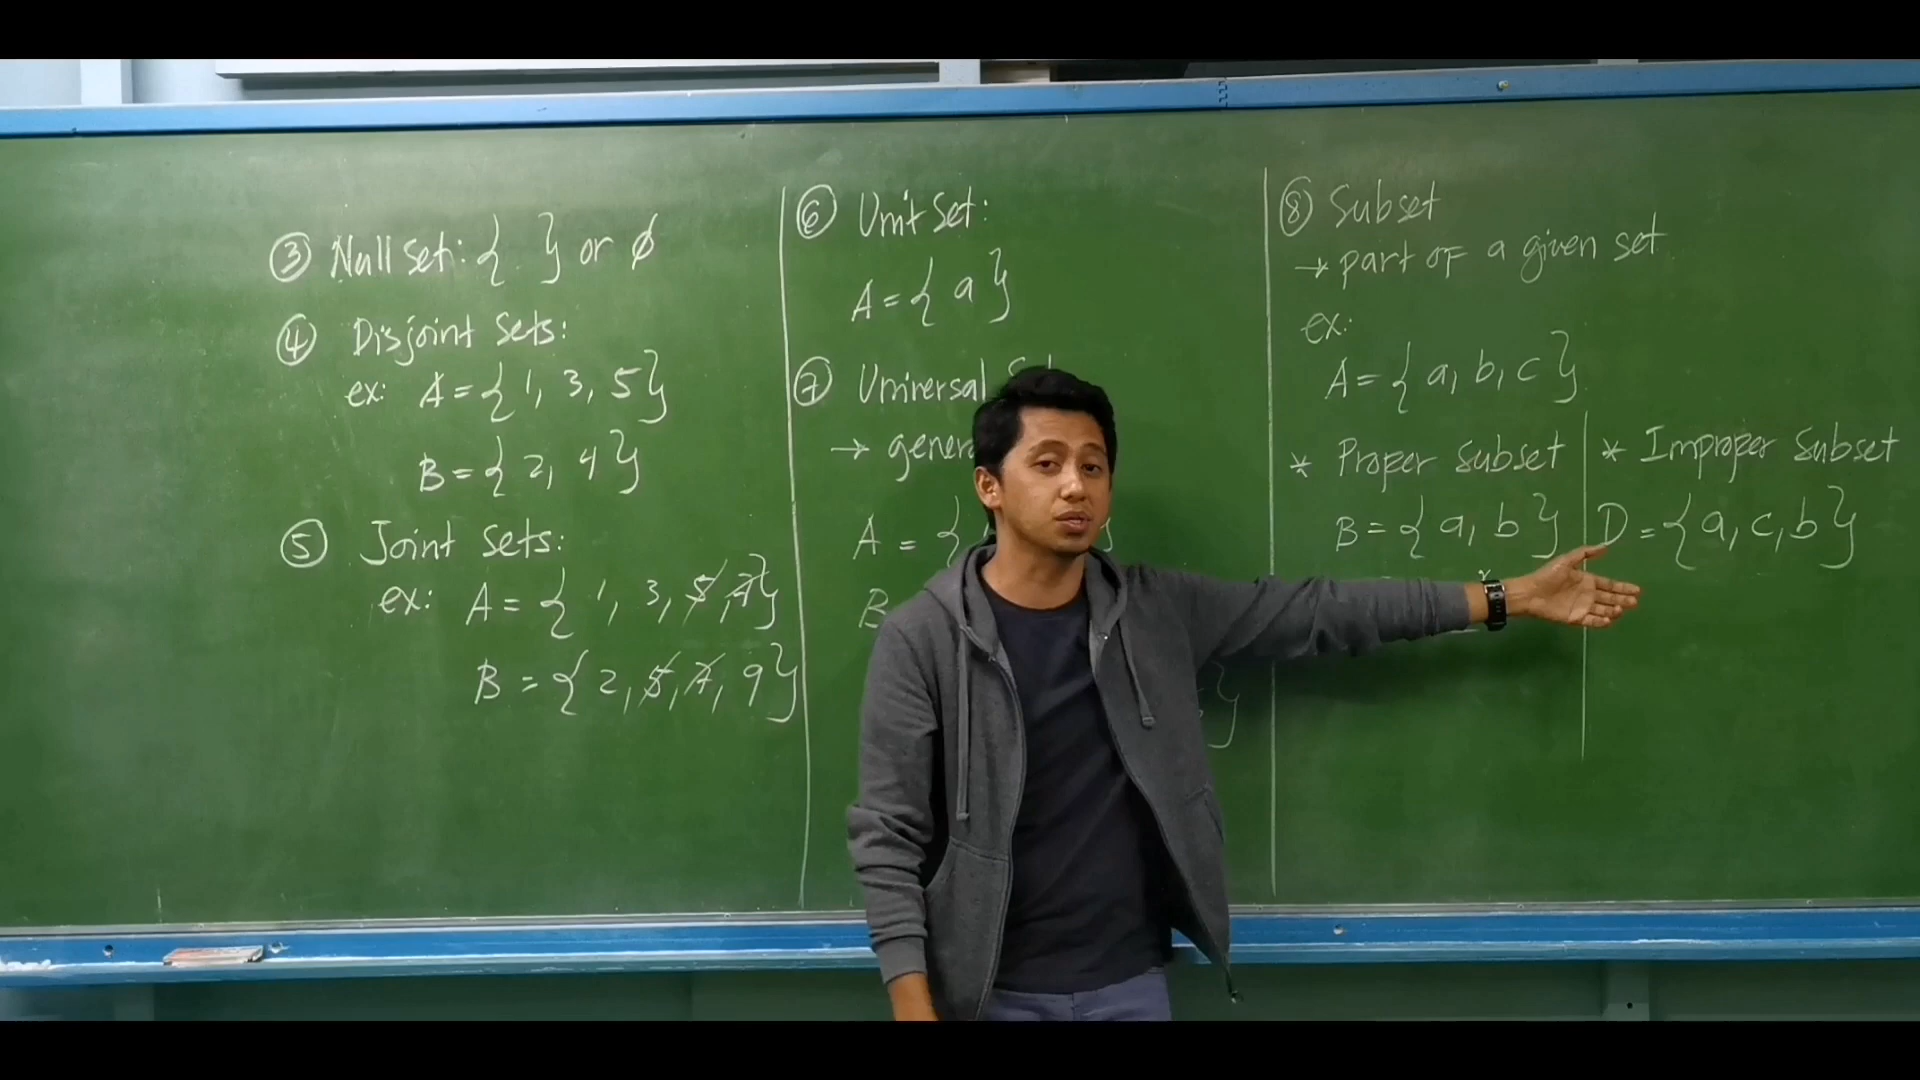 ③ Null set: { } or ∅
④ Disjoint sets:
ex: A = { 1, 3, 5}
B = { 2, 4}
⑤ Joint sets:
ex: A = { 1, 3, 5, 7}
B = { 2, 5, 7, 9}
⑥ Unit set:
A = { a }
⑦ Universal
→
A = {
B
⑧ Subset
→ part of a given set
ex:
A = { a, b, c }
* Proper subset
B = { a, b }
* Improper subset
D = { a, c, b }